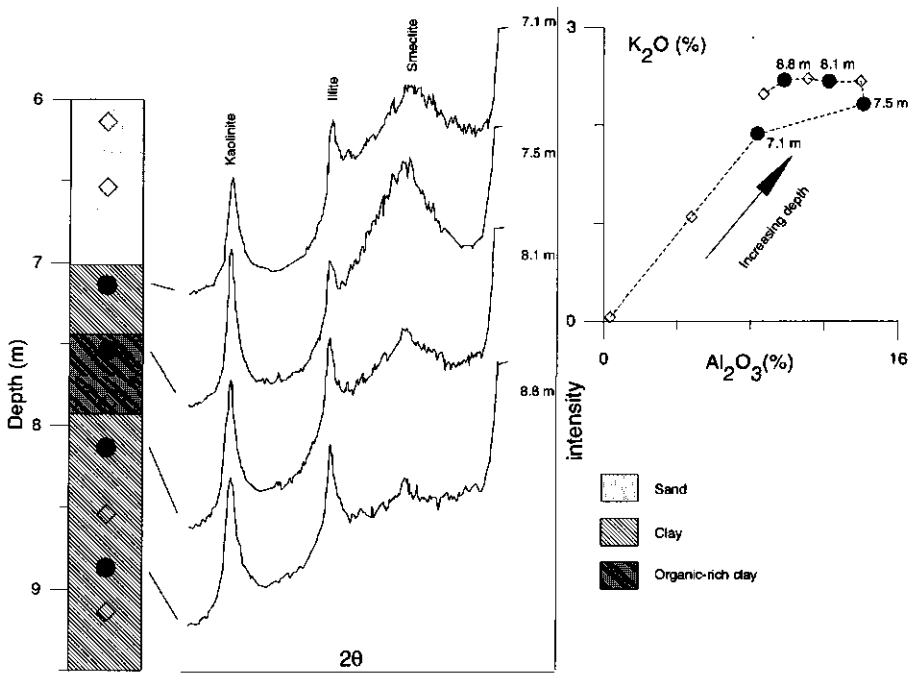 Depth (m)
6
7
8
9
Kaolinite
Illite
Smectite
7.1 m
7.5 m
8.1 m
8.8 m
2θ
intensity
3
K2O (%)
8.8 m
8.1 m
7.5 m
7.1 m
Increasing depth
0
0
16
Al2O3(%)
Sand
Clay
Organic-rich clay